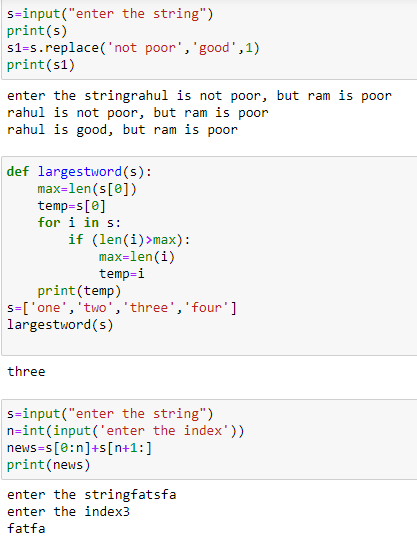 s=input("enter the string")
print(s)
s1=s.replace('not poor','good',1)
print(s1)
enter the stringrahul is not poor, but ram is poor
rahul is not poor, but ram is poor
rahul is good, but ram is poor
def largestword(s):
    max=len(s[0])
    temp=s[0]
    for i in s:
        if (len(i)>max):
            max=len(i)
            temp=i
    print(temp)
s=['one','two','three','four']
largestword(s)
three
s=input("enter the string")
n=int(input('enter the index'))
news=s[0:n]+s[n+1:]
print(news)
enter the stringfatsfa
enter the index3
fatfa